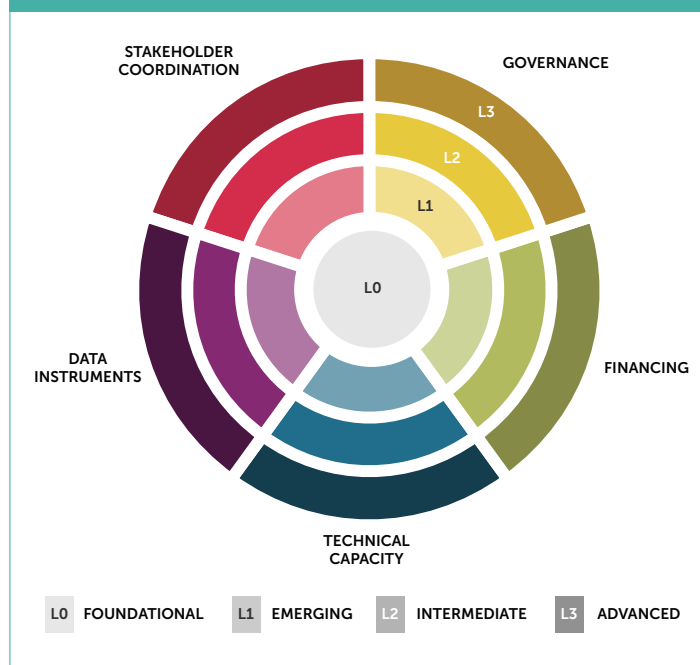 STAKEHOLDER
COORDINATION
GOVERNANCE
L3
L2
L1
L0
DATA
INSTRUMENTS
FINANCING
TECHNICAL
CAPACITY
L0 FOUNDATIONAL
L1 EMERGING
L2 INTERMEDIATE
L3 ADVANCED